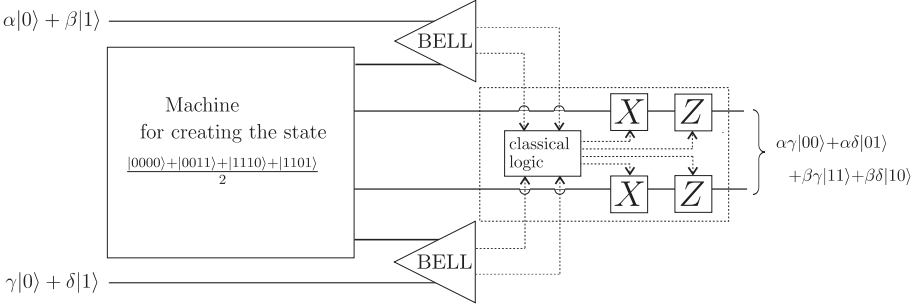 α|0⟩ + β|1⟩
BELL
Machine
for creating the state
|0000⟩+|0011⟩+|1110⟩+|1101⟩
2
X
Z
classical
logic
αγ|00⟩+αδ|01⟩
+βγ|11⟩+βδ|10⟩
X
Z
BELL
γ|0⟩ + δ|1⟩